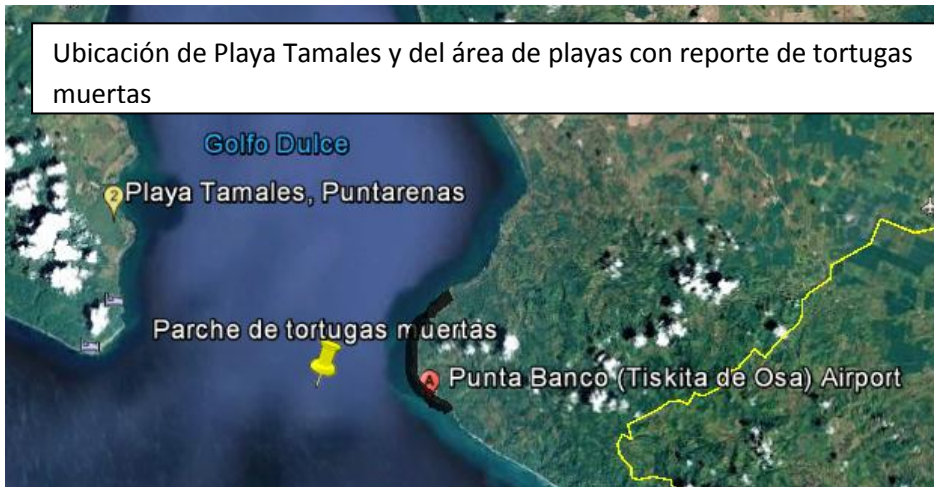 Ubicación de Playa Tamales y del área de playas con reporte de tortugas
muertas
Golfo Dulce
2
Playa Tamales, Puntarenas
Parche de tortugas muertas
A
Punta Banco (Tiskita de Osa) Airport